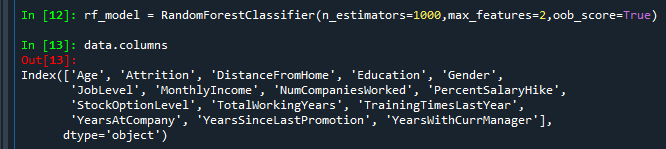 In [12]: rf_model = RandomForestClassifier(n_estimators=1000,max_features=2,oob_score=True)
In [13]: data.columns
Out[13]:
Index(['Age', 'Attrition', 'DistanceFromHome', 'Education', 'Gender',
'JobLevel', 'MonthlyIncome', 'NumCompaniesWorked', 'PercentSalaryHike',
'StockOptionLevel', 'TotalWorkingYears', 'TrainingTimesLastYear',
'YearsAtCompany', 'YearsSinceLastPromotion', 'YearsWithCurrManager'],
dtype='object')